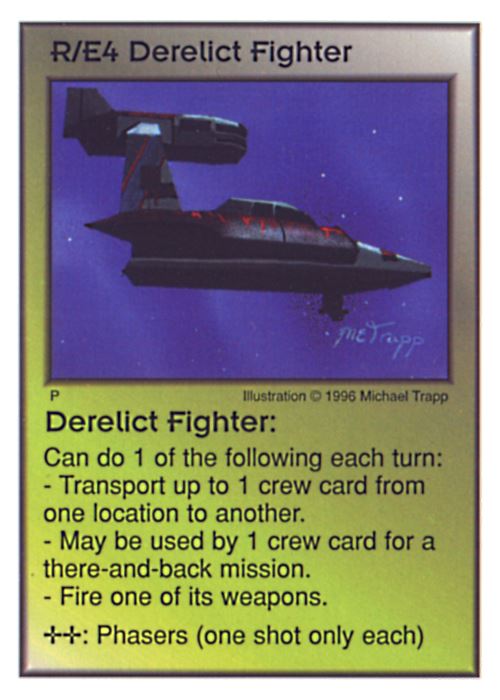 R/E4 Derelict Fighter
METrapp
P
Illustration © 1996 Michael Trapp
Derelict Fighter:
Can do 1 of the following each turn:
- Transport up to 1 crew card from
one location to another.
- May be used by 1 crew card for a
there-and-back mission.
- Fire one of its weapons.
✛✛: Phasers (one shot only each)